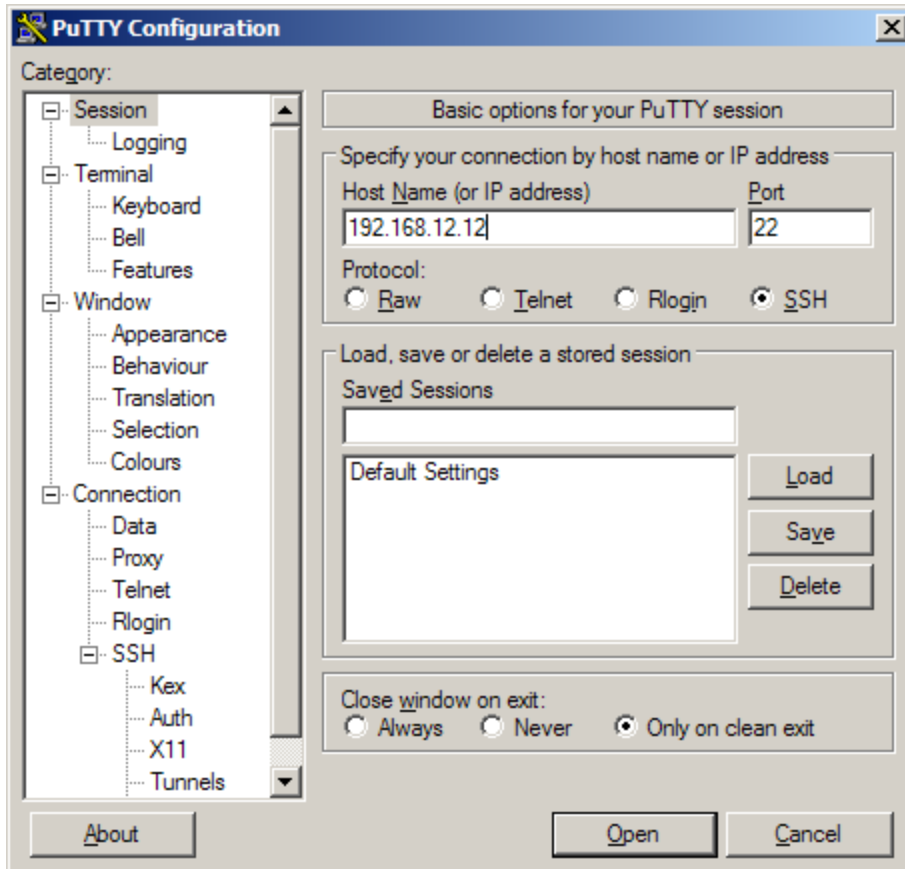 PuTTY Configuration
Category:
Session
Logging
Terminal
Keyboard
Bell
Features
Window
Appearance
Behaviour
Translation
Selection
Colours
Connection
Data
Proxy
Telnet
Rlogin
SSH
Kex
Auth
X11
Tunnels
Basic options for your PuTTY session
Specify your connection by host name or IP address
Host Name (or IP address) Port
192.168.12.12 22
Protocol:
Raw Telnet Rlogin SSH
Load, save or delete a stored session
Saved Sessions
Default Settings
Load
Save
Delete
Close window on exit:
Always Never Only on clean exit
About Open Cancel